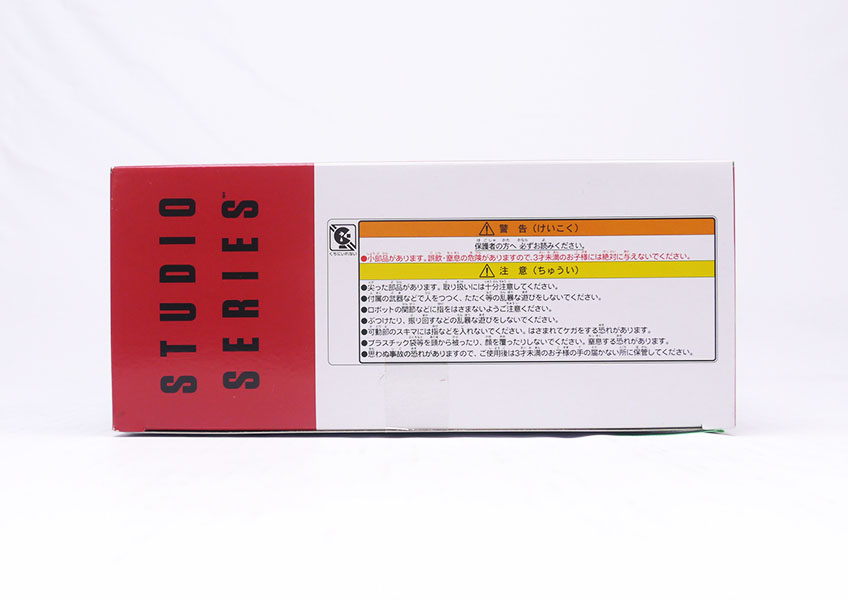 STUDIO
SERIES
くちにいれない
警 告 (けいこく)
保護者の方へ 必ずお読みください。
●小部品があります。誤飲・窒息の危険がありますので、3才未満のお子様には絶対に与えないでください。
注 意 (ちゅうい)
●尖った部品があります。取り扱いには十分注意してください。
●付属の武器などで人をつつく、たたく等の乱暴な遊びをしないでください。
●ロボットの関節などに指をはさまないようご注意ください。
●ぶつけたり、振り回すなどの乱暴な遊びをしないでください。
●可動部のスキマには指などを入れないでください。はさまれてケガをする恐れがあります。
●プラスチック袋等を頭から被ったり、顔を覆ったりしないでください。窒息する恐れがあります。
●思わぬ事故の恐れがありますので、ご使用後は3才未満のお子様の手の届かない所に保管してください。